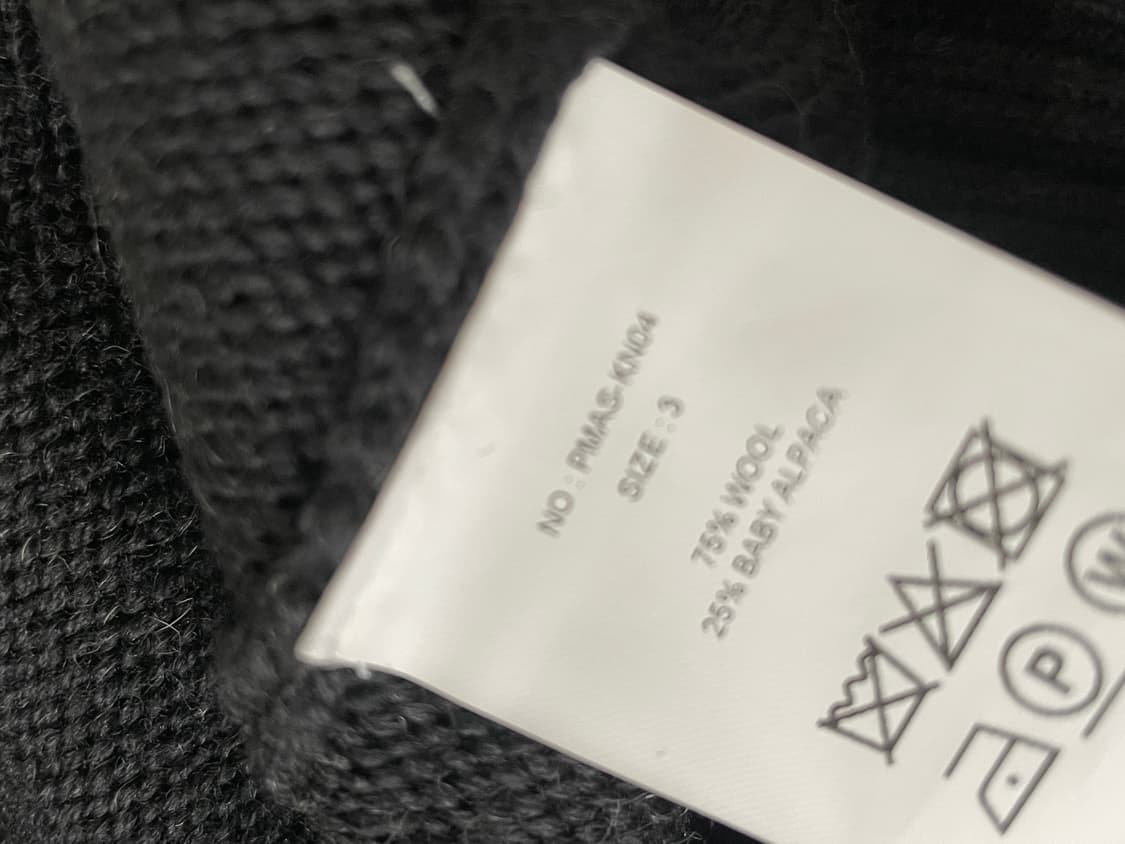 NO : PMAS-KN04
SIZE : 3
75% WOOL
25% BABY ALPACA
P
W